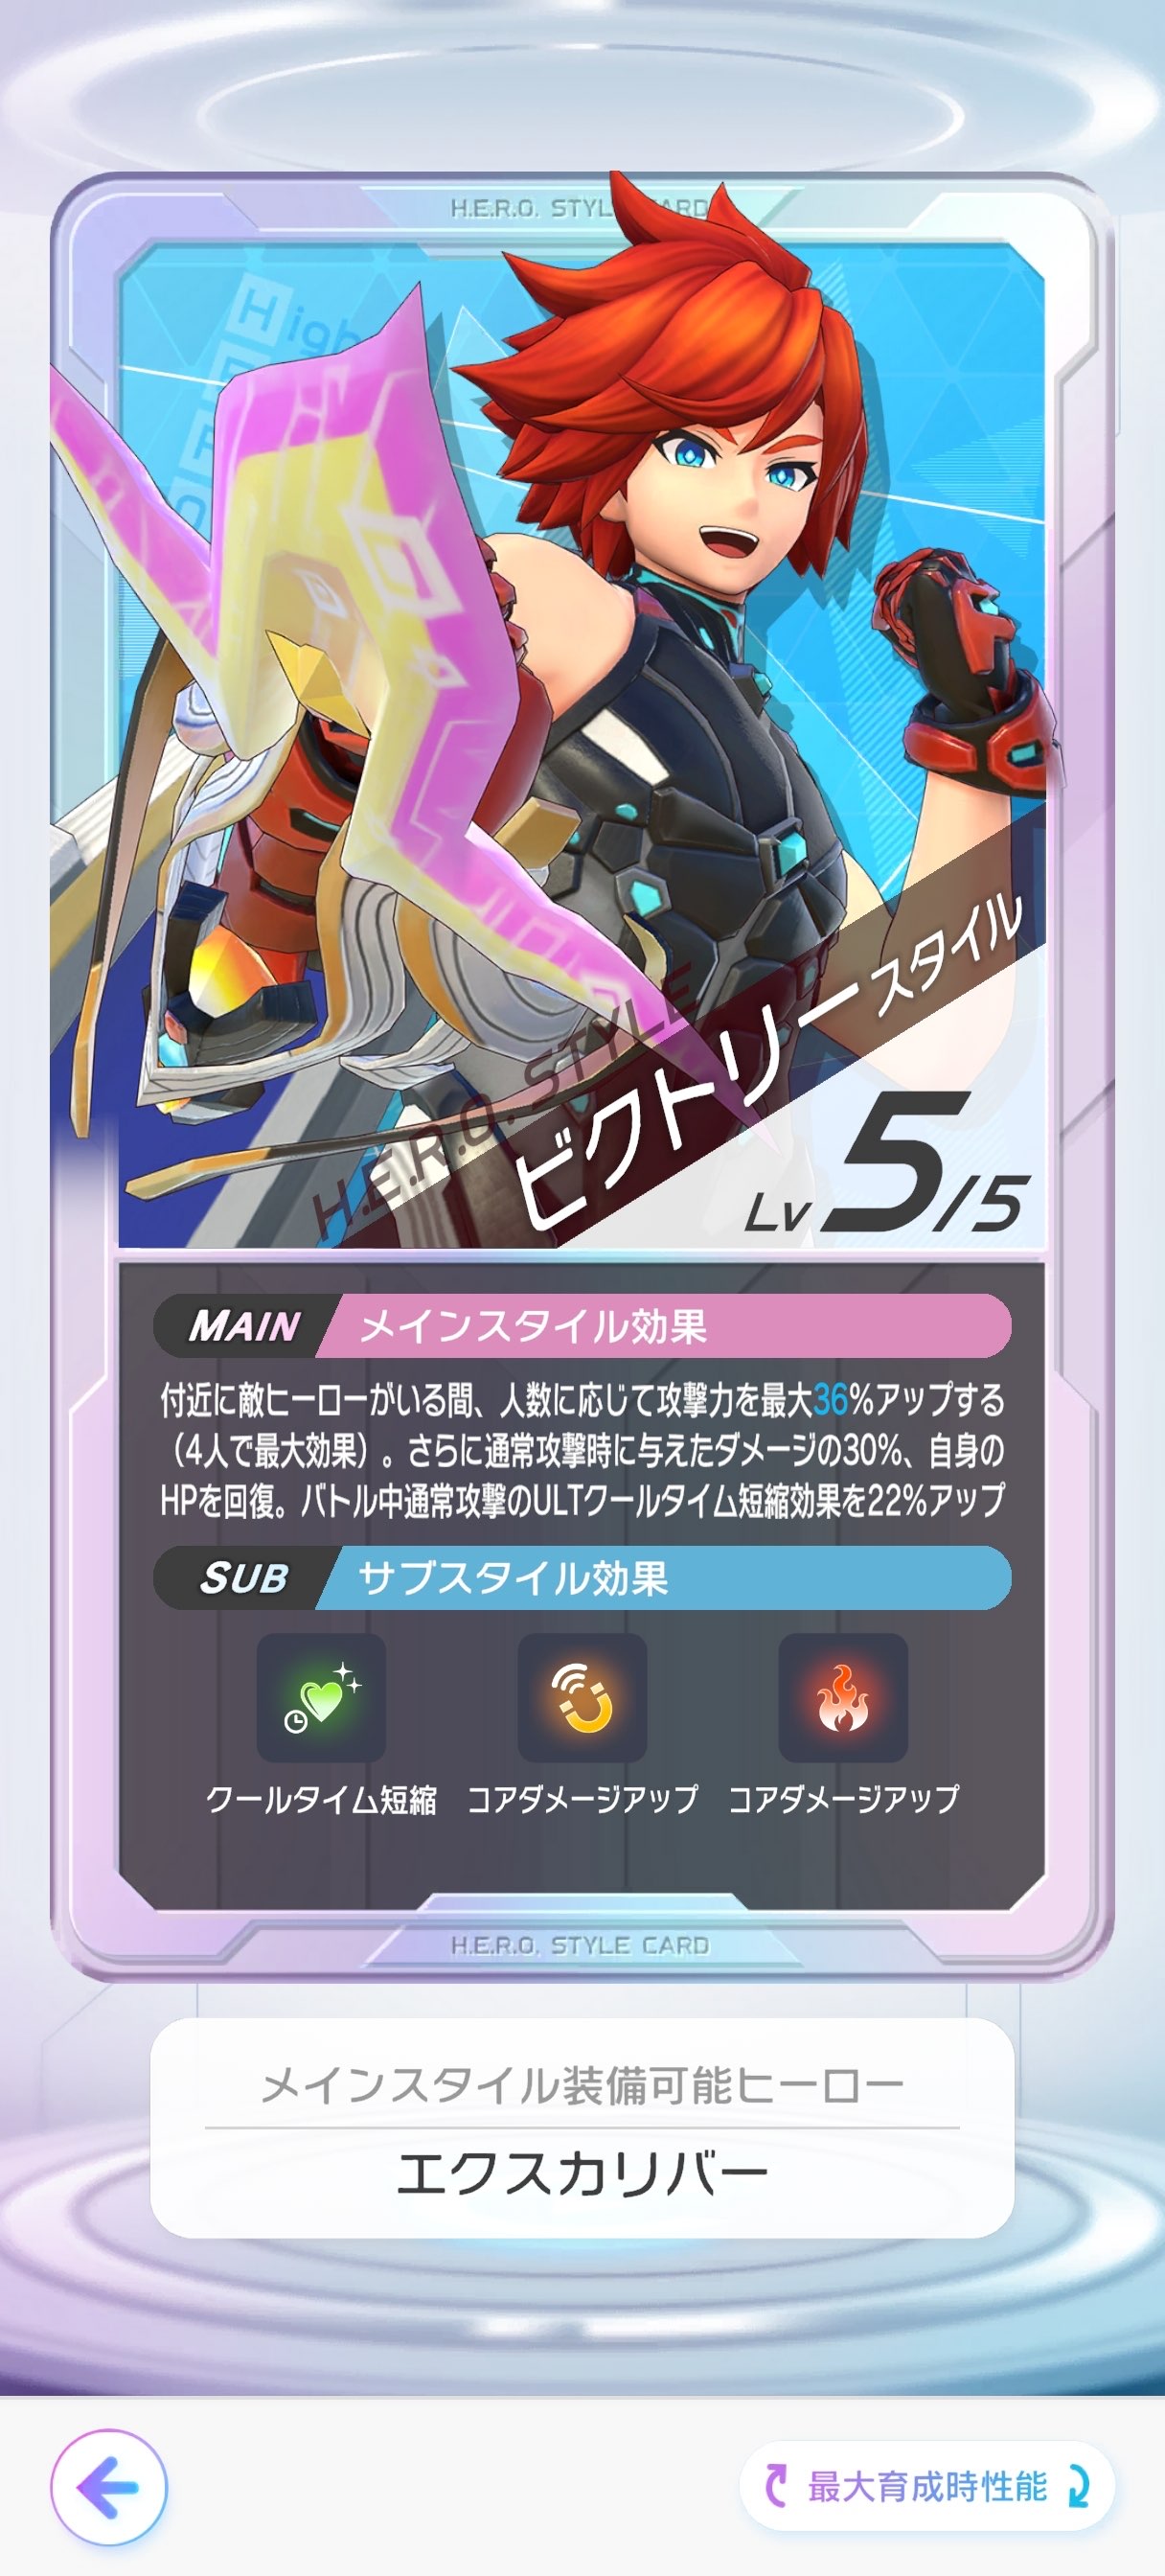 H.E.R.O. STYL ARD
High
H.E.R.O. STYLE
ビクトリースタイル
Lv 5/5
MAIN メインスタイル効果
付近に敵ヒーローがいる間、人数に応じて攻撃力を最大36%アップする
（4人で最大効果）。さらに通常攻撃時に与えたダメージの30%、自身の
HPを回復。バトル中通常攻撃のULTクールタイム短縮効果を22%アップ
SUB サブスタイル効果
クールタイム短縮 コアダメージアップ コアダメージアップ
H.E.R.O. STYLE CARD
メインスタイル装備可能ヒーロー
エクスカリバー
最大育成時性能